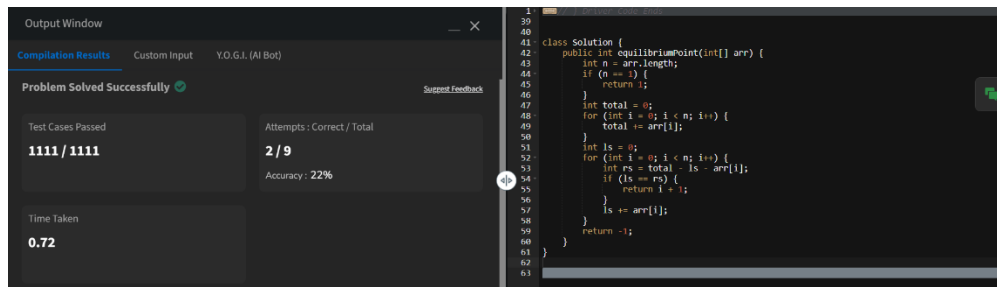 Output Window
Compilation Results Custom Input Y.O.G.I. (AI Bot)
Problem Solved Successfully
Suggest Feedback
Test Cases Passed
1111 / 1111
Attempts : Correct / Total
2 / 9
Accuracy : 22%
Time Taken
0.72
1 // } Driver Code Ends
39
40
41 class Solution {
42 public int equilibriumPoint(int[] arr) {
43 int n = arr.length;
44 if (n == 1) {
45 return 1;
46 }
47 int total = 0;
48 for (int i = 0; i < n; i++) {
49 total += arr[i];
50 }
51 int ls = 0;
52 for (int i = 0; i < n; i++) {
53 int rs = total - ls - arr[i];
54 if (ls == rs) {
55 return i + 1;
56 }
57 ls += arr[i];
58 }
59 return -1;
60 }
61 }
62
63